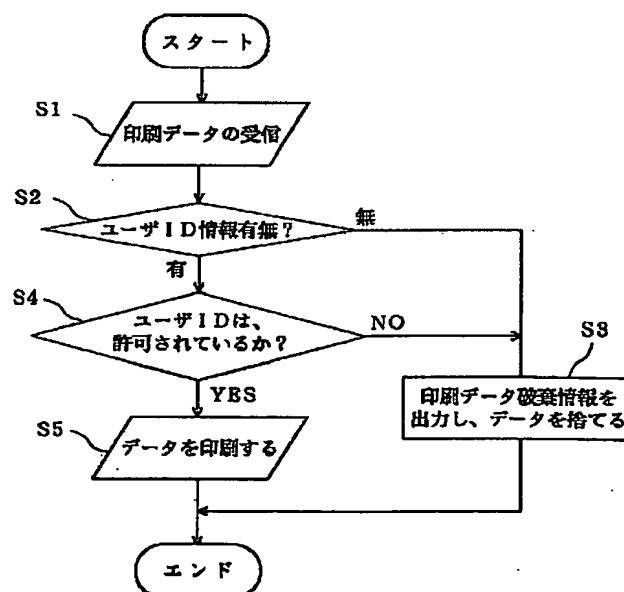 スタート
S1
印刷データの受信
S2
ユーザID情報有無?
無
有
S4
ユーザIDは、
許可されているか?
NO
S3
印刷データ破棄情報を
出力し、データを捨てる
YES
S5
データを印刷する
エンド